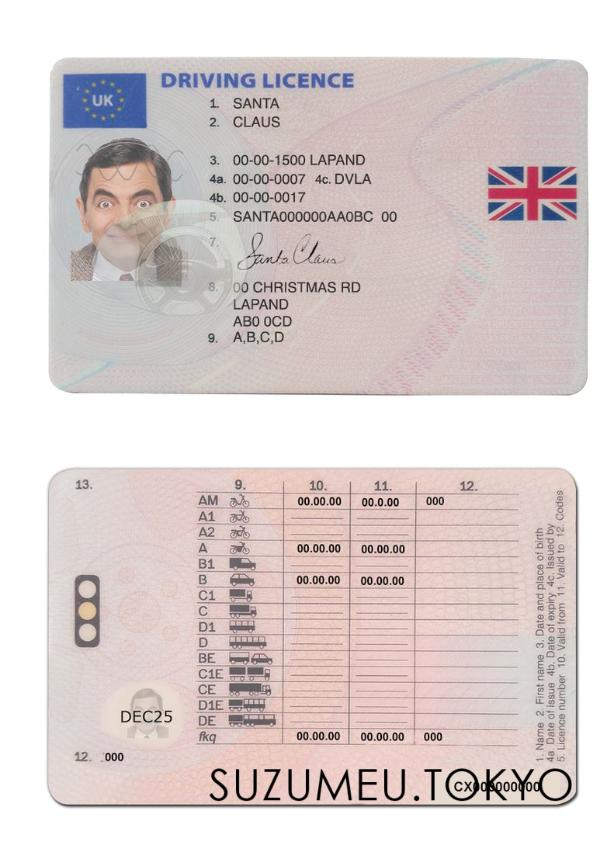 UK
DRIVING LICENCE
1. SANTA
2. CLAUS
3. 00-00-1500 LAPAND
4a. 00-00-0007 4c. DVLA
4b. 00-00-0017
5. SANTA000000AA0BC 00
7. Santa Claus
8. 00 CHRISTMAS RD
LAPAND
AB0 0CD
9. A,B,C,D
13. 9. 10. 11. 12.
AM 00.00.00 00.0.00 000
A1
A2
A 00.00.00 00.00.00
B1
B 00.00.00 00.00.00
C1
C
D1
D
BE
C1E
CE
D1E
DE
fkq 00.00.00 00.00.00 000
DEC25
12. .000
1. Name 2. First name 3. Date and place of birth
4a Date of issue 4b. Date of expiry 4c. Issued by
5. Licence number 10. Valid from 11. Valid to 12. Codes
SUZUMEU.TOKYO